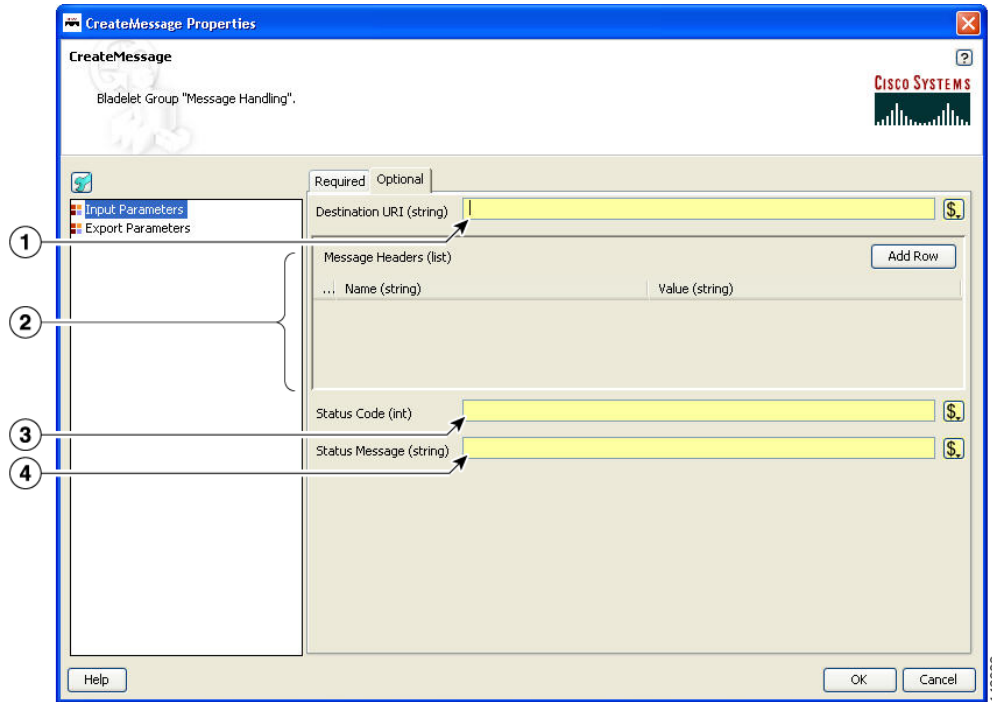 CreateMessage Properties
CreateMessage
?
Bladelet Group "Message Handling".
CISCO SYSTEMS
Required Optional
Input Parameters
Export Parameters
Destination URI (string)
$
1
Message Headers (list)
Add Row
... Name (string) Value (string)
2
Status Code (int)
$
3
Status Message (string)
$
4
Help
OK
Cancel